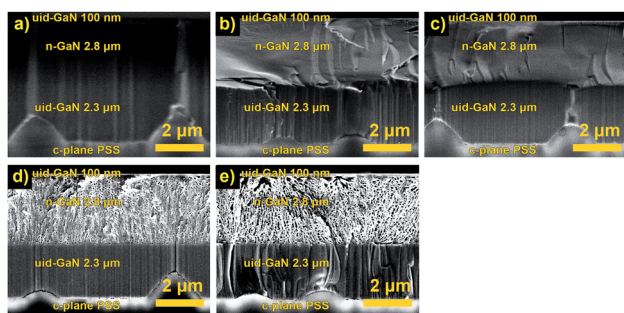 a)
uid-GaN 100 nm
n-GaN 2.8 µm
uid-GaN 2.3 µm
2 µm
c-plane PSS
b)
uid-GaN 100 nm
n-GaN 2.8 µm
uid-GaN 2.3 µm
2 µm
c-plane PSS
c)
uid-GaN 100 nm
n-GaN 2.8 µm
uid-GaN 2.3 µm
2 µm
c-plane PSS
d)
uid-GaN 100 nm
n-GaN 2.8 µm
uid-GaN 2.3 µm
2 µm
c-plane PSS
e)
uid-GaN 100 nm
n-GaN 2.8 µm
uid-GaN 2.3 µm
2 µm
c-plane PSS